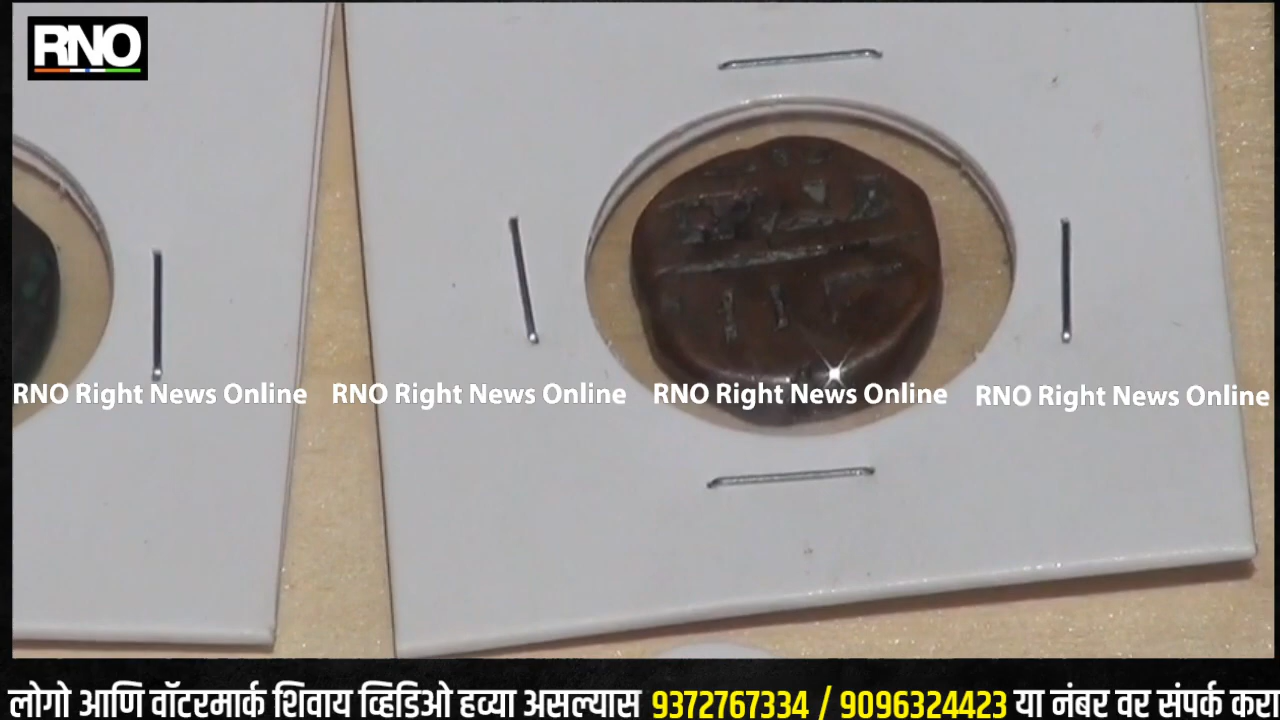 RNO
RNO Right News Online RNO Right News Online RNO Right News Online RNO Right News Online
लोगो आणि वॉटरमार्क शिवाय व्हिडिओ हव्या असल्यास 9372767334 / 9096324423 या नंबर वर संपर्क करा